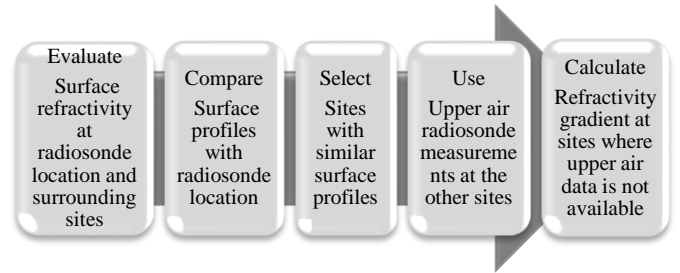 Evaluate
Surface
refractivity
at
radiosonde
location and
surrounding
sites
Compare
Surface
profiles
with
radiosonde
location
Select
Sites
with
similar
surface
profiles
Use
Upper air
radiosonde
measureme
nts at the
other sites
Calculate
Refractivity
gradient at
sites where
upper air
data is not
available